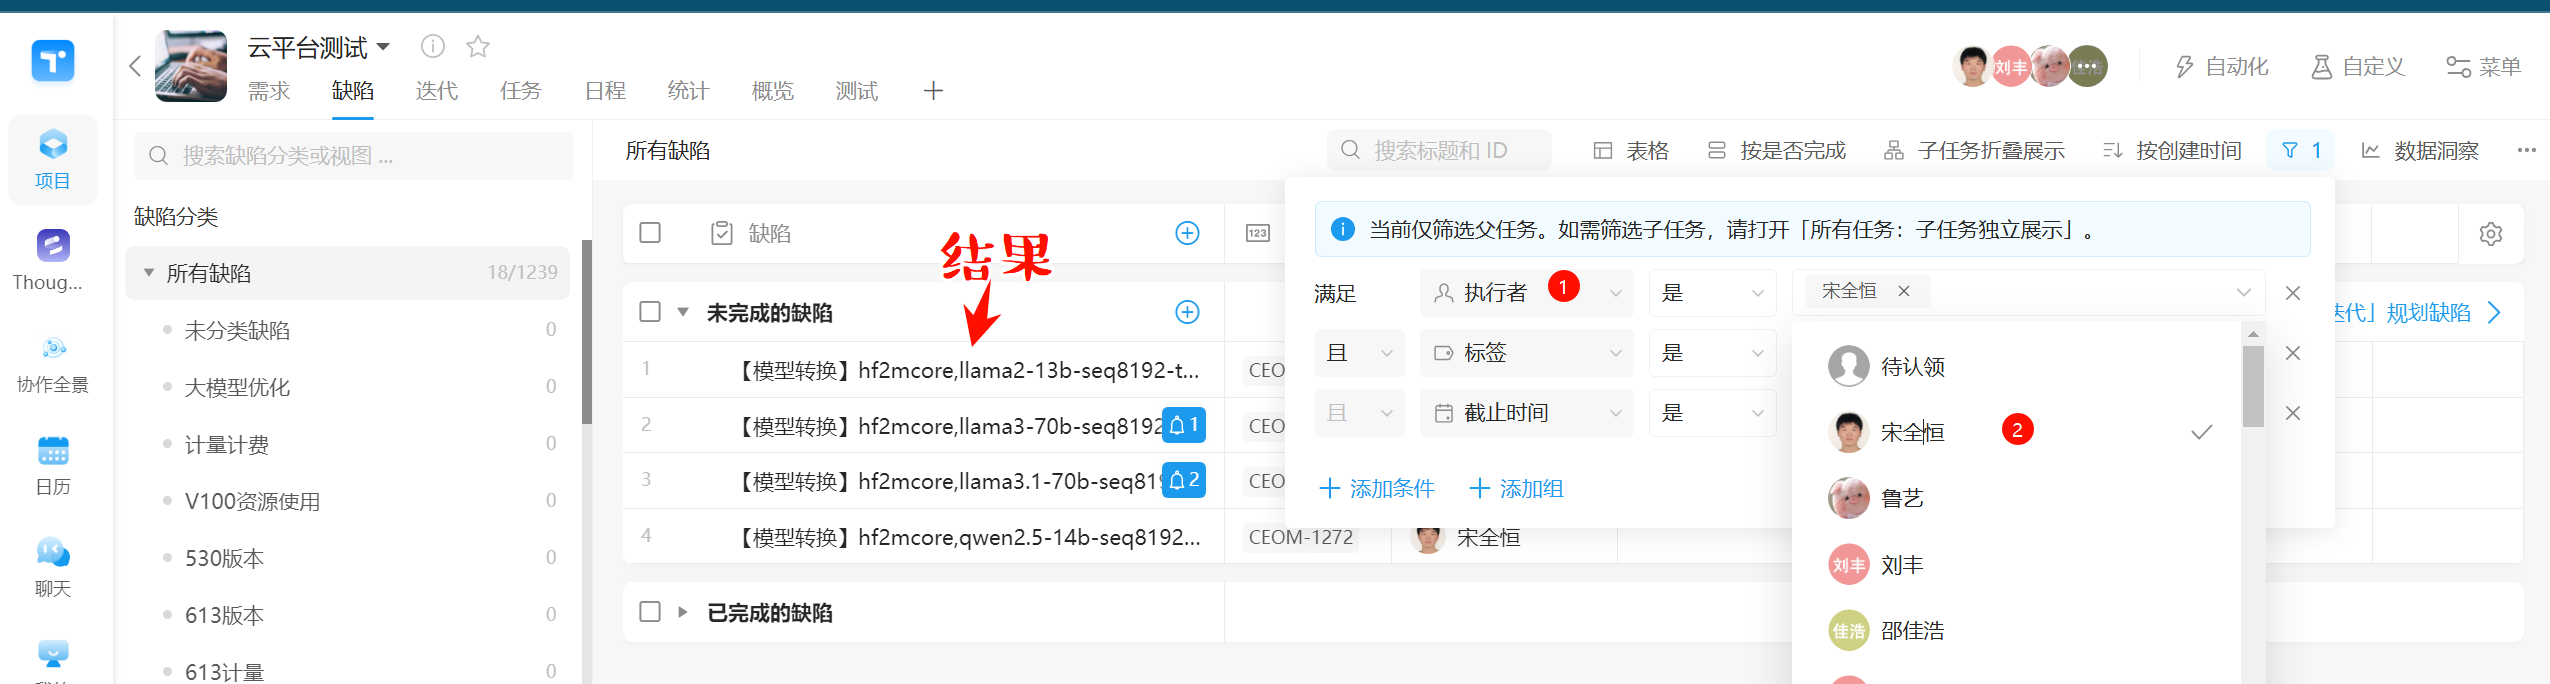 云平台测试
需求 缺陷 迭代 任务 日程 统计 概览 测试
刘丰
自动化 自定义 菜单
项目
Thoug...
协作全景
日历
聊天
搜索缺陷分类或视图 ...
缺陷分类
所有缺陷 18/1239
未分类缺陷 0
大模型优化 0
计量计费 0
V100资源使用 0
530版本 0
613版本 0
613计量 0
所有缺陷
搜索标题和 ID
表格 按是否完成 子任务折叠展示 按创建时间 1 数据洞察 ...
缺陷 123
结果
未完成的缺陷
1 【模型转换】hf2mcore,llama2-13b-seq8192-t... CEO
2 【模型转换】hf2mcore,llama3-70b-seq8192 1 CEO
3 【模型转换】hf2mcore,llama3.1-70b-seq81 2 CEO
4 【模型转换】hf2mcore,qwen2.5-14b-seq8192... CEOM-1272 宋全恒
已完成的缺陷
当前仅筛选父任务。如需筛选子任务，请打开「所有任务：子任务独立展示」。
满足 执行者 1 是 宋全恒
且 标签 是
且 截止时间 是
添加条件 添加组
代」规划缺陷
待认领
宋全恒 2
鲁艺
刘丰 刘丰
佳浩 邵佳浩